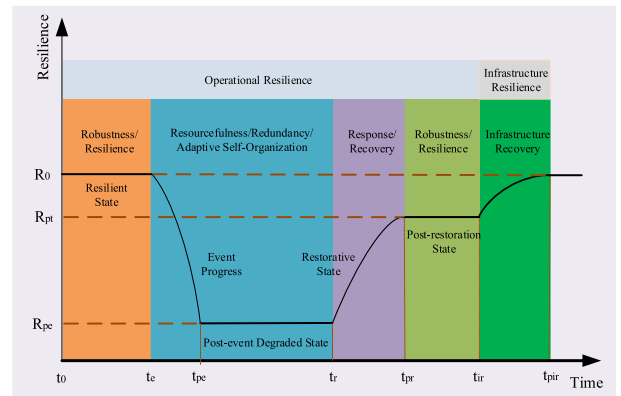 Resilience
Operational Resilience
Infrastructure
Resilience
Robustness/
Resilience
Resourcefulness/Redundancy/
Adaptive Self-Organization
Response/
Recovery
Robustness/
Resilience
Infrastructure
Recovery
R0
Resilient
State
Rpt
Post-restoration
State
Event
Progress
Restorative
State
Rpe
Post-event Degraded State
t0
te
tpe
tr
tpr
tir
tpir
Time